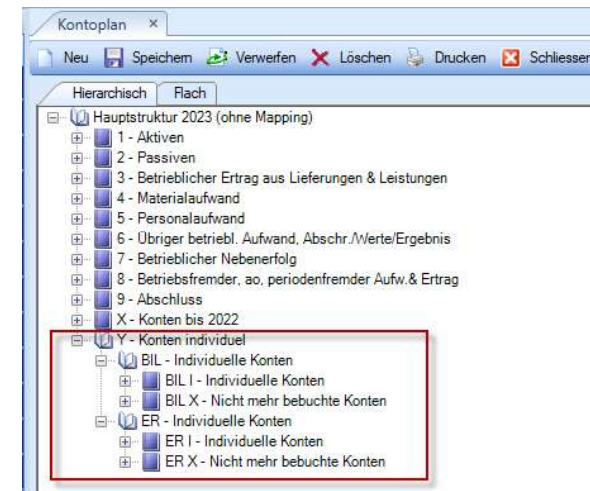 Kontoplan ×
Neu Speichern Verwerfen Löschen Drucken Schliessen
Hierarchisch Flach
Hauptstruktur 2023 (ohne Mapping)
1 - Aktiven
2 - Passiven
3 - Betrieblicher Ertrag aus Lieferungen & Leistungen
4 - Materialaufwand
5 - Personalaufwand
6 - Übriger betriebl. Aufwand, Abschr./Werte/Ergebnis
7 - Betrieblicher Nebenerfolg
8 - Betriebsfremder, ao, periodenfremder Aufw.& Ertrag
9 - Abschluss
X - Konten bis 2022
Y - Konten individuel
BIL - Individuelle Konten
BIL I - Individuelle Konten
BIL X - Nicht mehr bebuchte Konten
ER - Individuelle Konten
ER I - Individuelle Konten
ER X - Nicht mehr bebuchte Konten